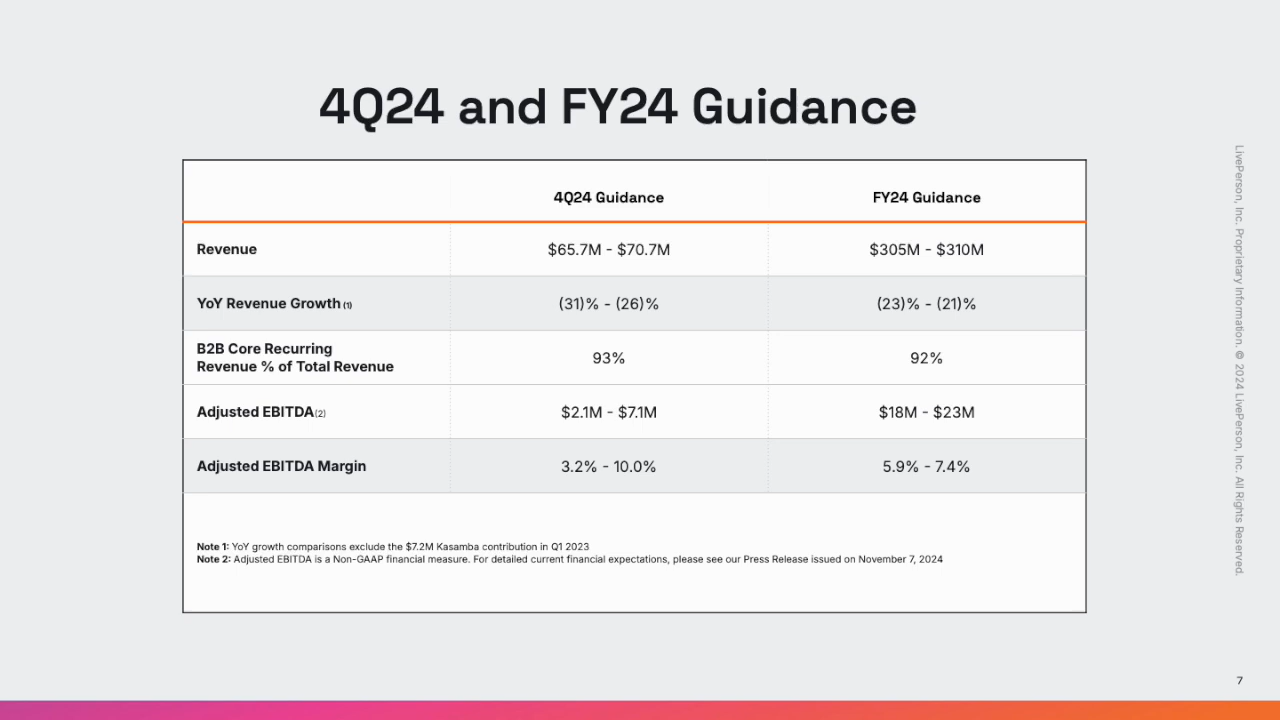 4Q24 and FY24 Guidance
4Q24 Guidance FY24 Guidance
Revenue $65.7M - $70.7M $305M - $310M
YoY Revenue Growth (1) (31)% - (26)% (23)% - (21)%
B2B Core Recurring
Revenue % of Total Revenue 93% 92%
Adjusted EBITDA(2) $2.1M - $7.1M $18M - $23M
Adjusted EBITDA Margin 3.2% - 10.0% 5.9% - 7.4%
Note 1: YoY growth comparisons exclude the $7.2M Kasamba contribution in Q1 2023
Note 2: Adjusted EBITDA is a Non-GAAP financial measure. For detailed current financial expectations, please see our Press Release issued on November 7, 2024
LivePerson, Inc. Proprietary Information. © 2024 LivePerson, Inc. All Rights Reserved.
7